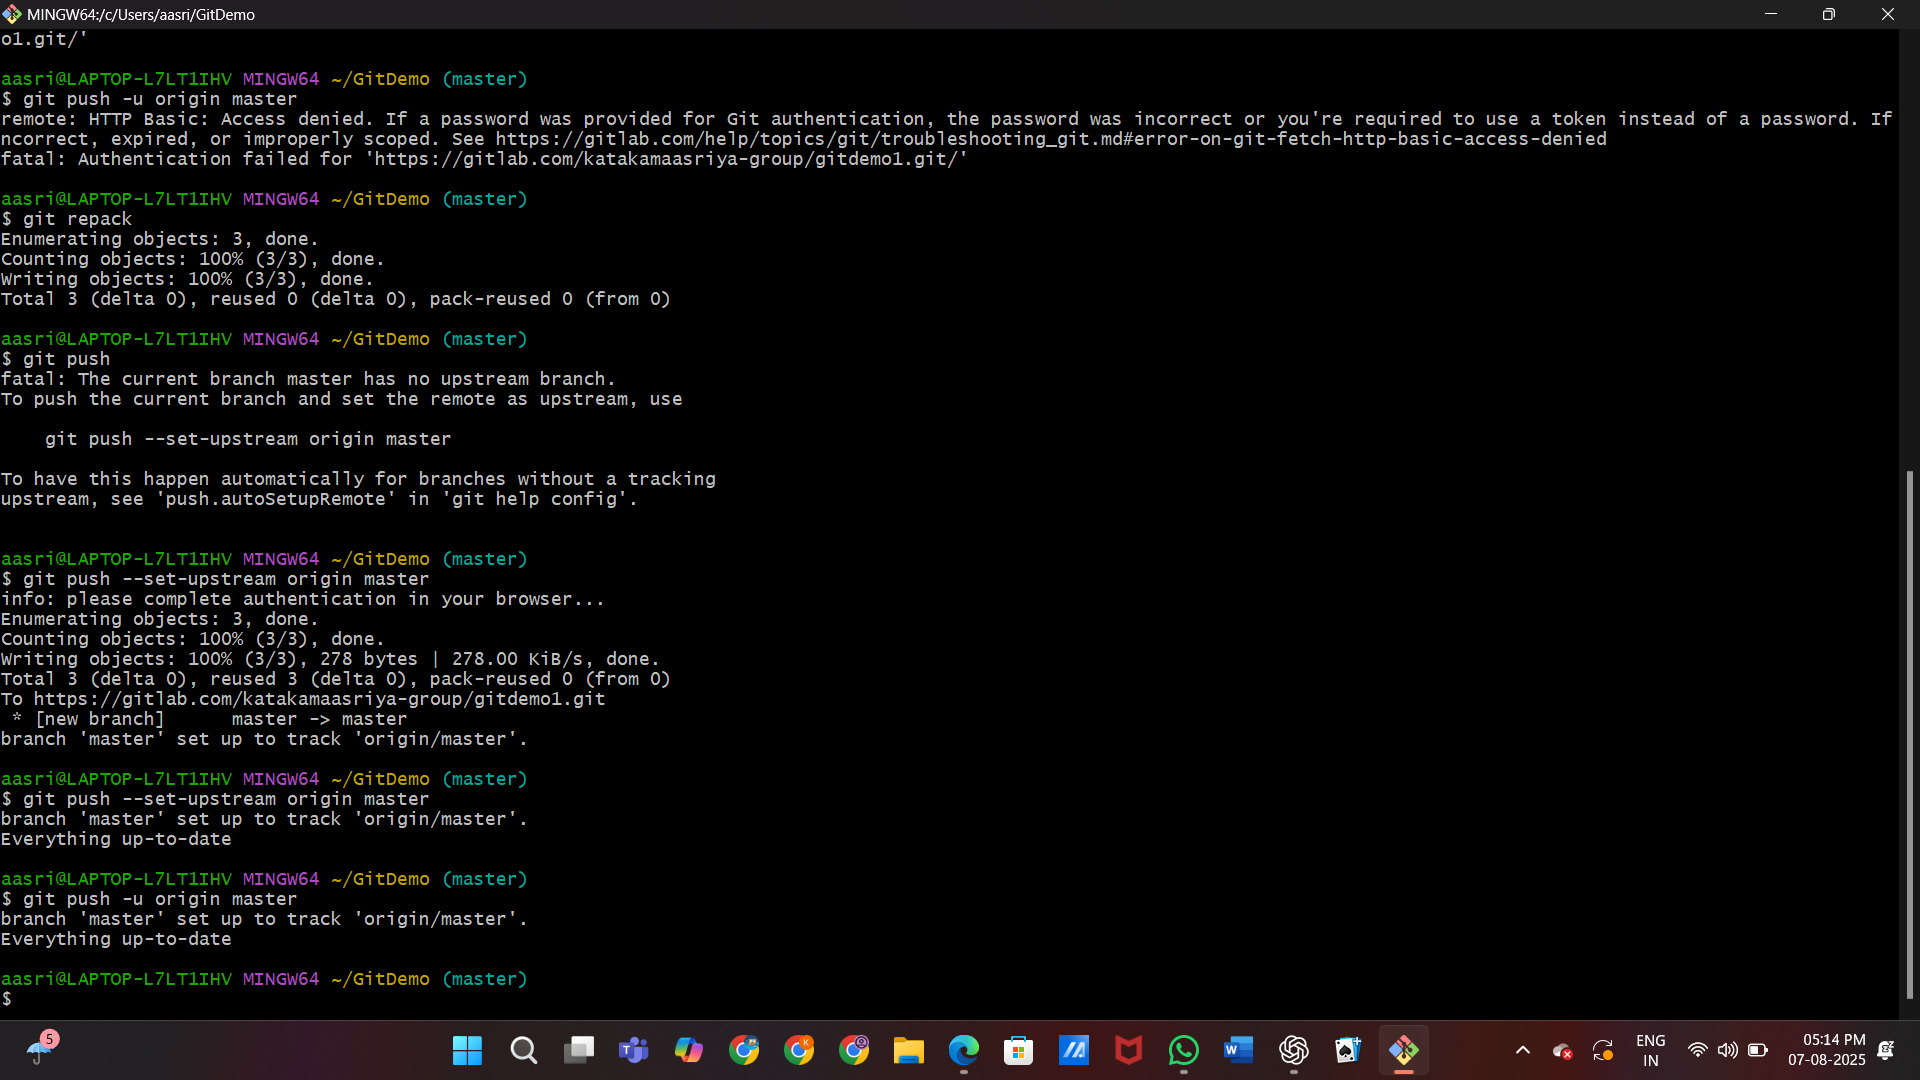 MINGW64:/c/Users/aasri/GitDemo
o1.git/'
aasri@LAPTOP-L7LT1IHV MINGW64 ~/GitDemo (master)
$ git push -u origin master
remote: HTTP Basic: Access denied. If a password was provided for Git authentication, the password was incorrect or you're required to use a token instead of a password. If
ncorrect, expired, or improperly scoped. See https://gitlab.com/help/topics/git/troubleshooting_git.md#error-on-git-fetch-http-basic-access-denied
fatal: Authentication failed for 'https://gitlab.com/katakamaasriya-group/gitdemo1.git/'
aasri@LAPTOP-L7LT1IHV MINGW64 ~/GitDemo (master)
$ git repack
Enumerating objects: 3, done.
Counting objects: 100% (3/3), done.
Writing objects: 100% (3/3), done.
Total 3 (delta 0), reused 0 (delta 0), pack-reused 0 (from 0)
aasri@LAPTOP-L7LT1IHV MINGW64 ~/GitDemo (master)
$ git push
fatal: The current branch master has no upstream branch.
To push the current branch and set the remote as upstream, use
    git push --set-upstream origin master
To have this happen automatically for branches without a tracking
upstream, see 'push.autoSetupRemote' in 'git help config'.
aasri@LAPTOP-L7LT1IHV MINGW64 ~/GitDemo (master)
$ git push --set-upstream origin master
info: please complete authentication in your browser...
Enumerating objects: 3, done.
Counting objects: 100% (3/3), done.
Writing objects: 100% (3/3), 278 bytes | 278.00 KiB/s, done.
Total 3 (delta 0), reused 3 (delta 0), pack-reused 0 (from 0)
To https://gitlab.com/katakamaasriya-group/gitdemo1.git
 * [new branch]      master -> master
branch 'master' set up to track 'origin/master'.
aasri@LAPTOP-L7LT1IHV MINGW64 ~/GitDemo (master)
$ git push --set-upstream origin master
branch 'master' set up to track 'origin/master'.
Everything up-to-date
aasri@LAPTOP-L7LT1IHV MINGW64 ~/GitDemo (master)
$ git push -u origin master
branch 'master' set up to track 'origin/master'.
Everything up-to-date
aasri@LAPTOP-L7LT1IHV MINGW64 ~/GitDemo (master)
$
5
ENG
IN
05:14 PM
07-08-2025